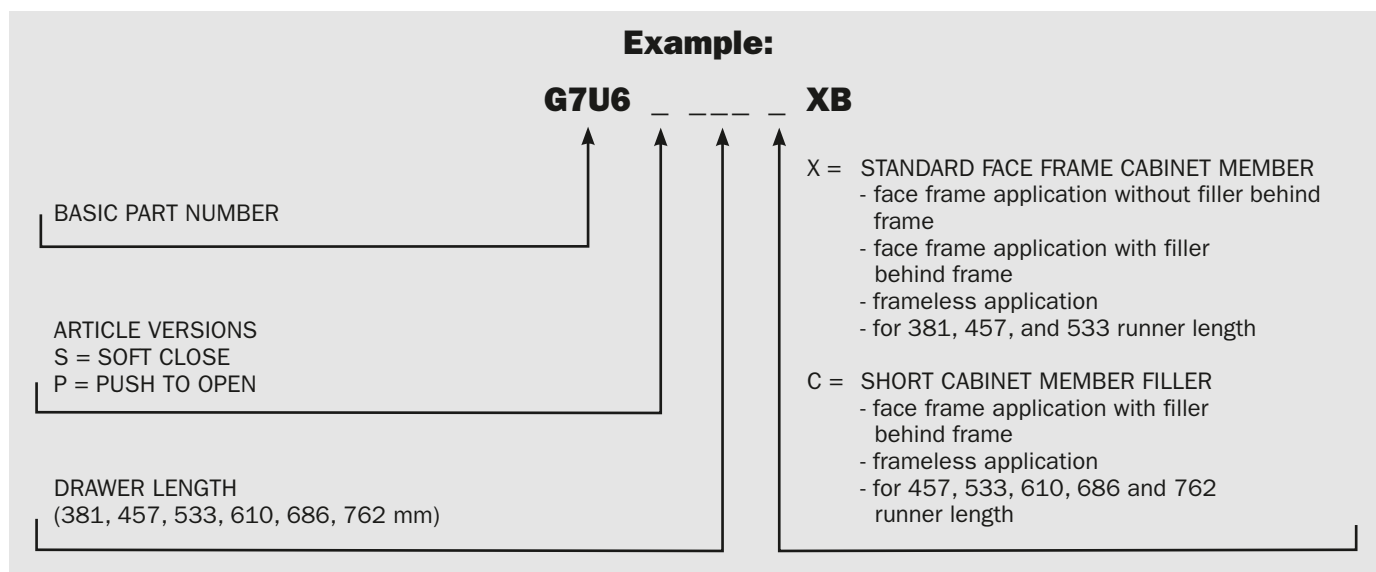 Example:
G7U6 _ _ _ _ _ XB
BASIC PART NUMBER
ARTICLE VERSIONS
S = SOFT CLOSE
P = PUSH TO OPEN
DRAWER LENGTH
(381, 457, 533, 610, 686, 762 mm)
X = STANDARD FACE FRAME CABINET MEMBER
- face frame application without filler behind
frame
- face frame application with filler
behind frame
- frameless application
- for 381, 457, and 533 runner length
C = SHORT CABINET MEMBER FILLER
- face frame application with filler
behind frame
- frameless application
- for 457, 533, 610, 686 and 762
runner length